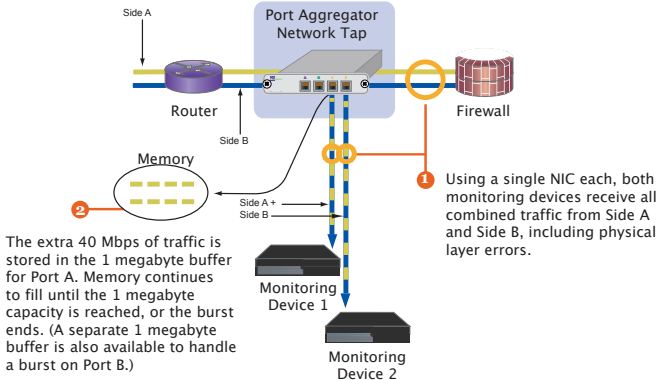 Side A
Port Aggregator
Network Tap
Router
Firewall
Side B
Memory
1
Using a single NIC each, both
monitoring devices receive all
combined traffic from Side A
and Side B, including physical
layer errors.
2
Side A +
Side B
The extra 40 Mbps of traffic is
stored in the 1 megabyte buffer
for Port A. Memory continues
to fill until the 1 megabyte
capacity is reached, or the burst
ends. (A separate 1 megabyte
buffer is also available to handle
a burst on Port B.)
Monitoring
Device 1
Monitoring
Device 2